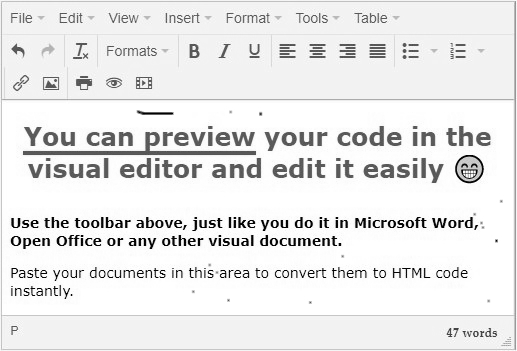 File Edit View Insert Format Tools Table
Formats B I U
You can preview your code in the
visual editor and edit it easily 😁
Use the toolbar above, just like you do it in Microsoft Word,
Open Office or any other visual document.
Paste your documents in this area to convert them to HTML code
instantly.
P 47 words